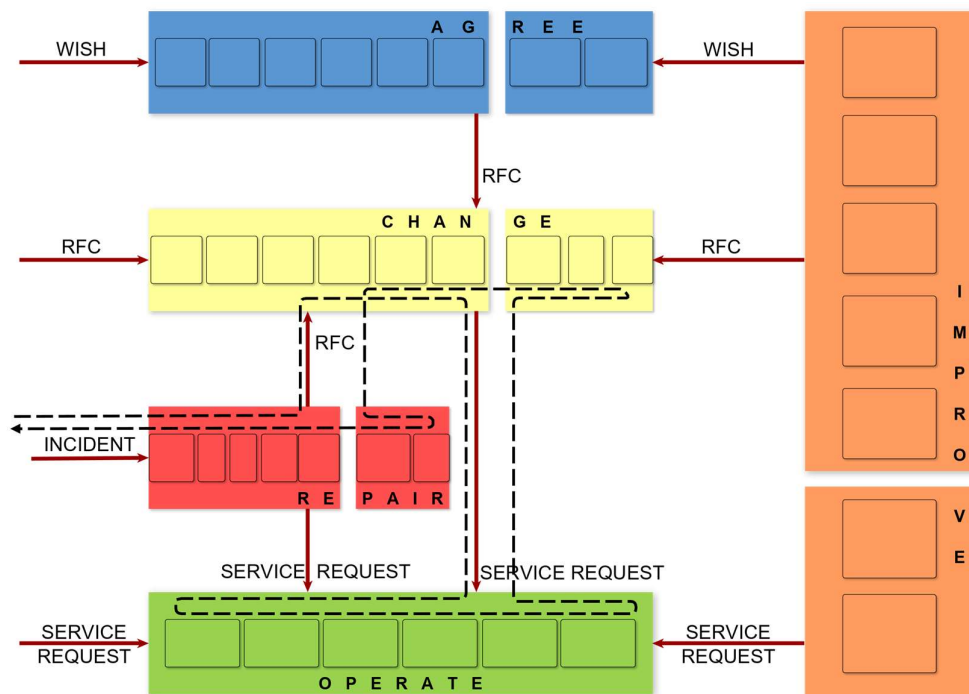 A G R E E
WISH
WISH
RFC
C H A N G E
RFC
RFC
I
M
P
R
O
RFC
INCIDENT
R E P A I R
V
E
SERVICE REQUEST
SERVICE REQUEST
SERVICE
REQUEST
SERVICE
REQUEST
O P E R A T E